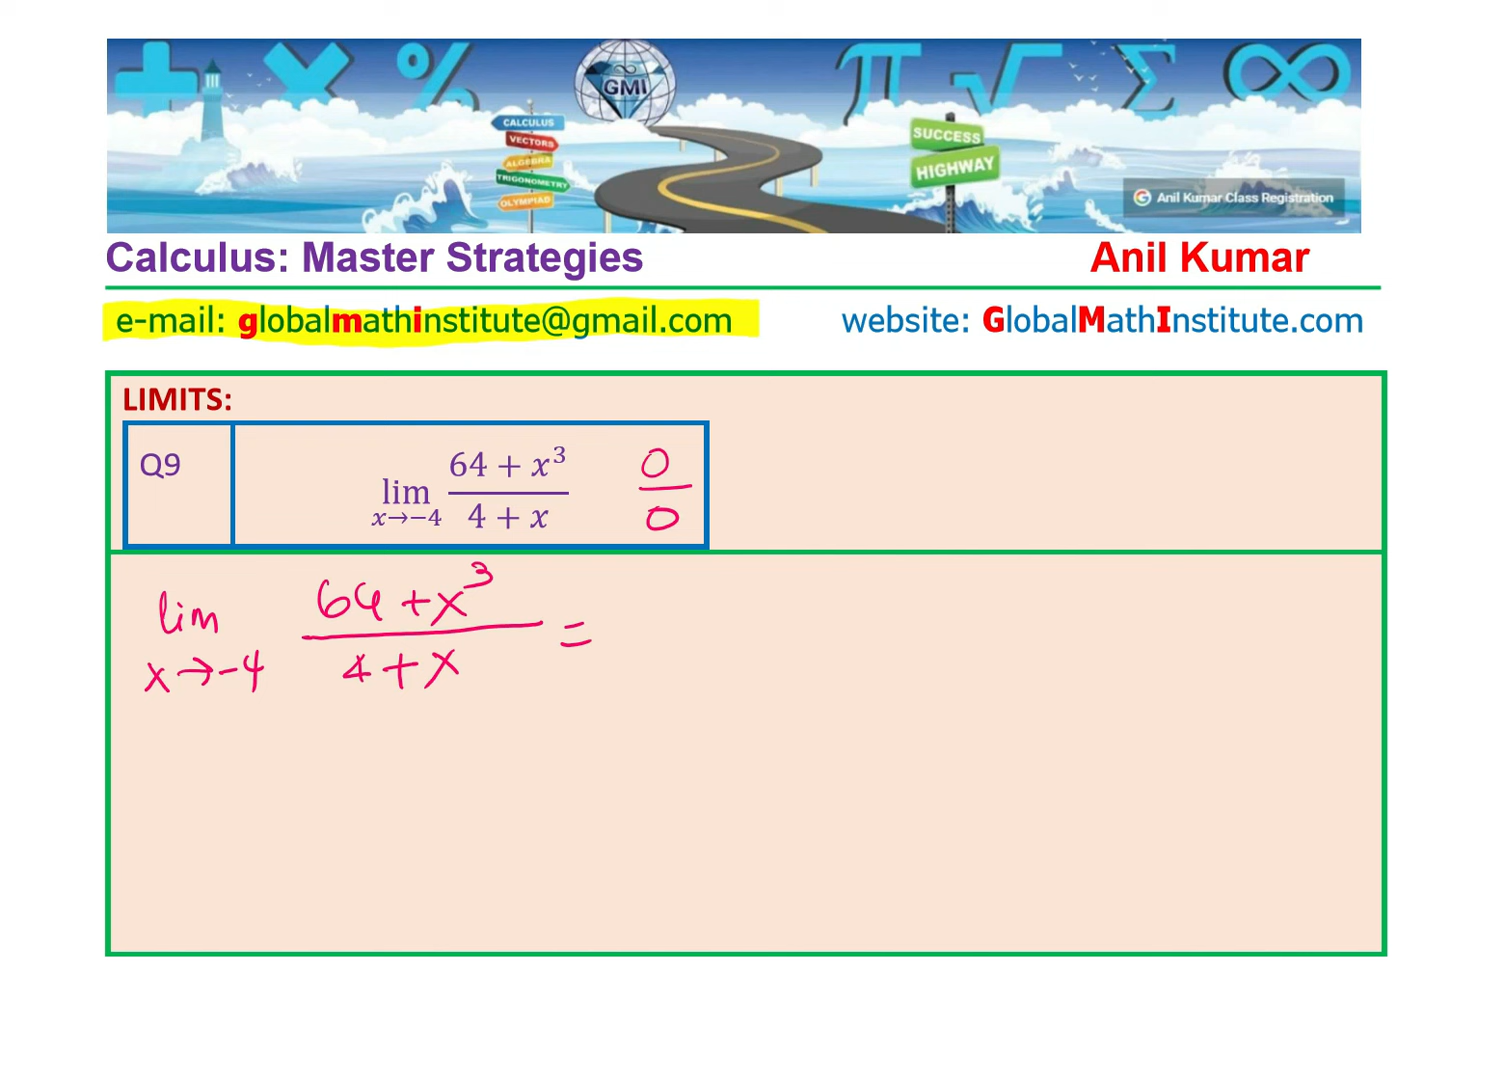 GMI
CALCULUS
VECTORS
ALGEBRA
TRIGONOMETRY
OLYMPIAD
SUCCESS
HIGHWAY
G Anil Kumar Class Registration
Calculus: Master Strategies Anil Kumar
e-mail: globalmathinstitute@gmail.com website: GlobalMathInstitute.com
LIMITS:
Q9 lim x→−4 (64 + x³)/(4 + x) 0/0
lim x→-4 (64 + x³)/(4 + x) =